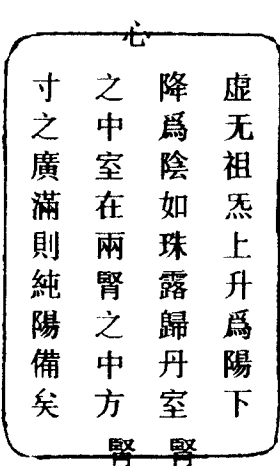 心
虛无祖炁上升爲陽下
降爲陰如珠露歸丹室
之中室在兩腎之中方
寸之廣滿則純陽備矣
腎
腎